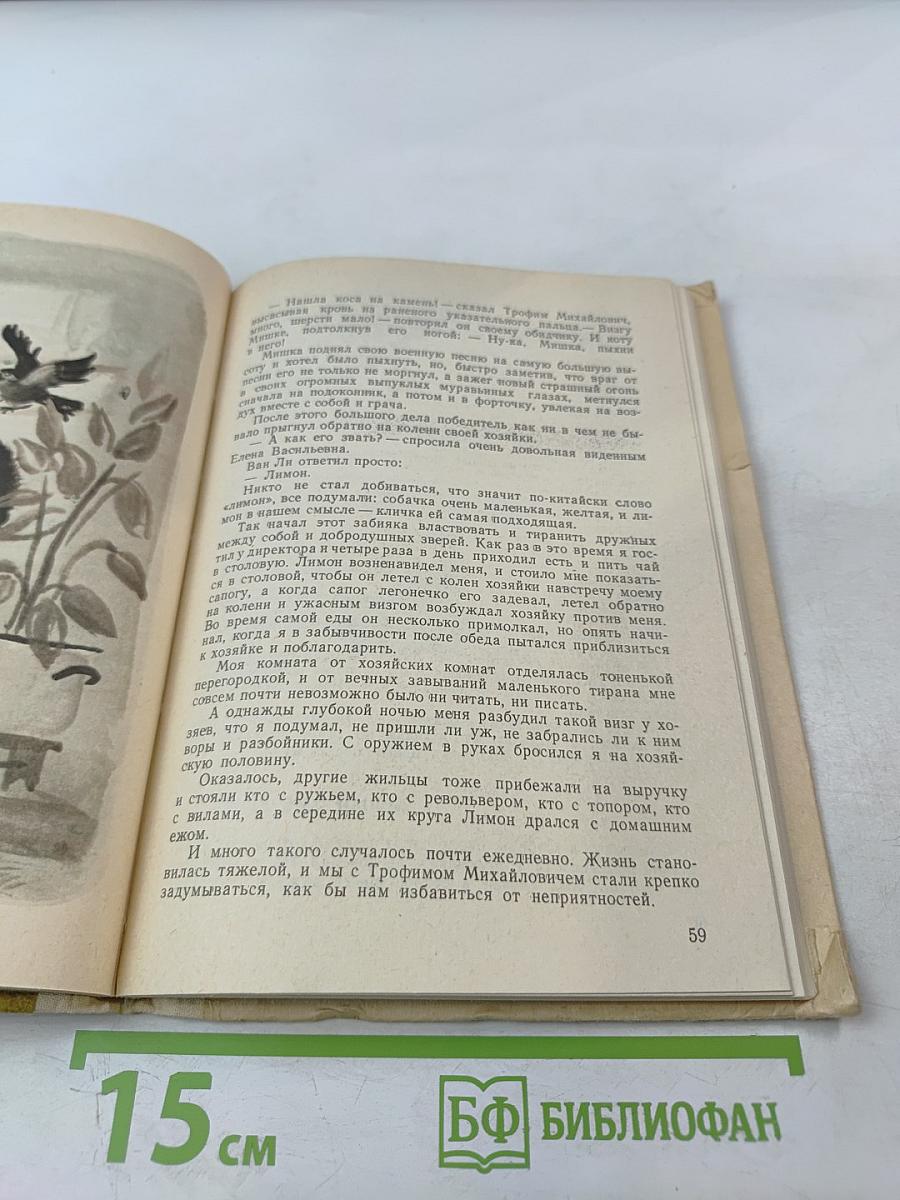 — Нашла коса на камень! — сказал Трофим Михайлович,
высасывая кровь из раненого указательного пальца.— Визгу
много, шерсти мало! — повторил он своему обидчику. И коту
Мишке, подтолкнув его ногой: — Ну-ка, Мишка, пыхни
в него!
Мишка поднял свою военную песню на самую большую вы-
соту и хотел было пыхнуть, но, быстро заметив, что враг от
песни его не только не моргнул, а зажег новый страшный огонь
в своих огромных выпуклых муравьиных глазах, метнулся
сначала на подоконник, а потом и в форточку, увлекая на воз-
дух вместе с собой и грача.
После этого большого дела победитель как ни в чем не бы-
вало прыгнул обратно на колени своей хозяйки.
— А как его звать? — спросила очень довольная виденным
Елена Васильевна.
Ван Ли ответил просто:
— Лимон.
Никто не стал добиваться, что значит по-китайски слово
«лимон», все подумали: собачка очень маленькая, желтая, и ли-
мон в нашем смысле — кличка ей самая подходящая.
Так начал этот забияка властвовать и тиранить дружных
между собой и добродушных зверей. Как раз в это время я гос-
тил у директора и четыре раза в день приходил есть и пить чай
в столовую. Лимон возненавидел меня, и стоило мне показать-
ся в столовой, чтобы он летел с колен хозяйки навстречу моему
сапогу, а когда сапог легонечко его задевал, летел обратно
на колени и ужасным визгом возбуждал хозяйку против меня.
Во время самой еды он несколько примолкал, но опять начи-
нал, когда я в забывчивости после обеда пытался приблизиться
к хозяйке и поблагодарить.
Моя комната от хозяйских комнат отделялась тоненькой
перегородкой, и от вечных завываний маленького тирана мне
совсем почти невозможно было ни читать, ни писать.
А однажды глубокой ночью меня разбудил такой визг у хо-
зяев, что я подумал, не пришли ли уж, не забрались ли к ним
воры и разбойники. С оружием в руках бросился я на хозяй-
скую половину.
Оказалось, другие жильцы тоже прибежали на выручку
и стояли кто с ружьем, кто с револьвером, кто с топором, кто
с вилами, а в середине их круга Лимон дрался с домашним
ежом.
И много такого случалось почти ежедневно. Жизнь стано-
вилась тяжелой, и мы с Трофимом Михайловичем стали крепко
задумываться, как бы нам избавиться от неприятностей.
59
15 см
БФ БИБЛИОФАН